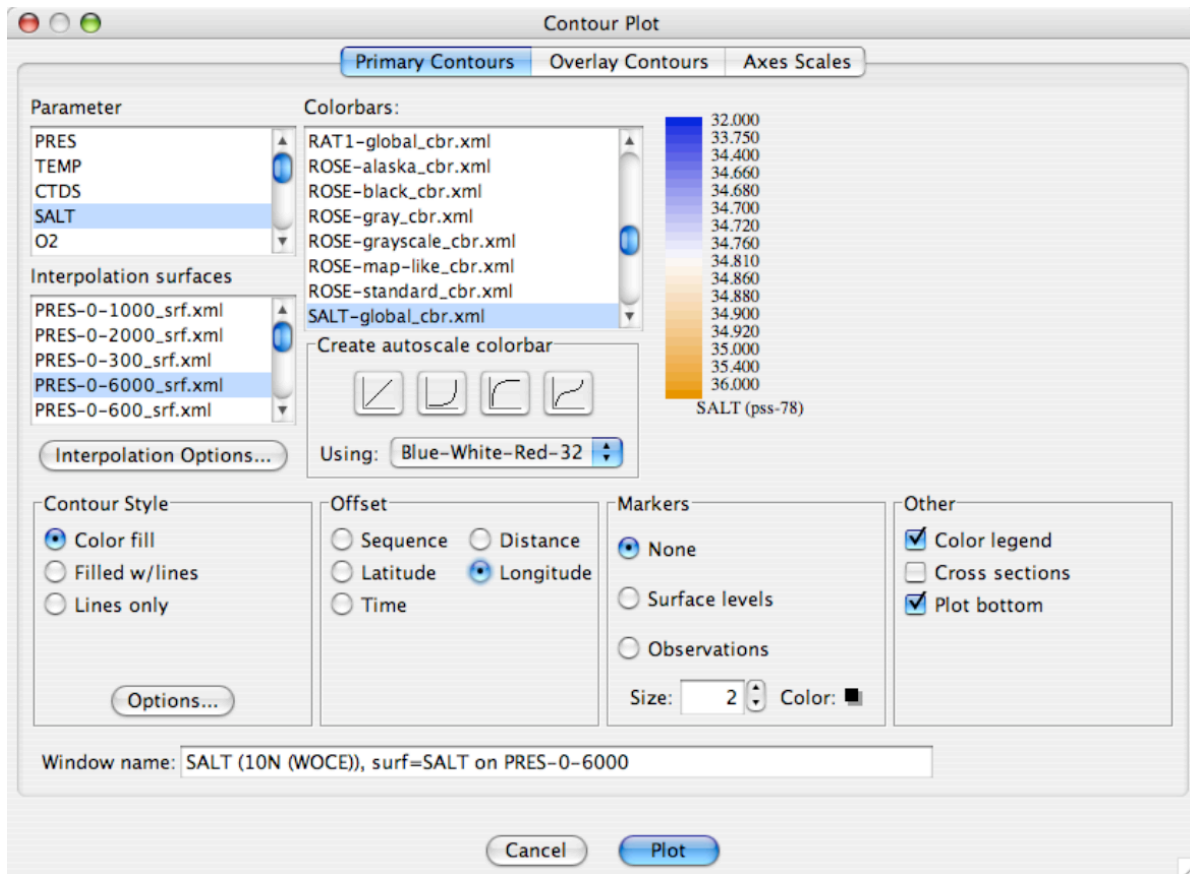 Contour Plot
Primary Contours
Overlay Contours
Axes Scales
Parameter
PRES
TEMP
CTDS
SALT
O2
Interpolation surfaces
PRES-0-1000_srf.xml
PRES-0-2000_srf.xml
PRES-0-300_srf.xml
PRES-0-6000_srf.xml
PRES-0-600_srf.xml
Interpolation Options...
Colorbars:
RAT1-global_cbr.xml
ROSE-alaska_cbr.xml
ROSE-black_cbr.xml
ROSE-gray_cbr.xml
ROSE-grayscale_cbr.xml
ROSE-map-like_cbr.xml
ROSE-standard_cbr.xml
SALT-global_cbr.xml
Create autoscale colorbar
Using: Blue-White-Red-32
32.000
33.750
34.400
34.660
34.680
34.700
34.720
34.760
34.810
34.860
34.880
34.900
34.920
35.000
35.400
36.000
SALT (pss-78)
Contour Style
Color fill
Filled w/lines
Lines only
Options...
Offset
Sequence
Distance
Latitude
Longitude
Time
Markers
None
Surface levels
Observations
Size: 2 Color:
Other
Color legend
Cross sections
Plot bottom
Window name: SALT (10N (WOCE)), surf=SALT on PRES-0-6000
Cancel
Plot